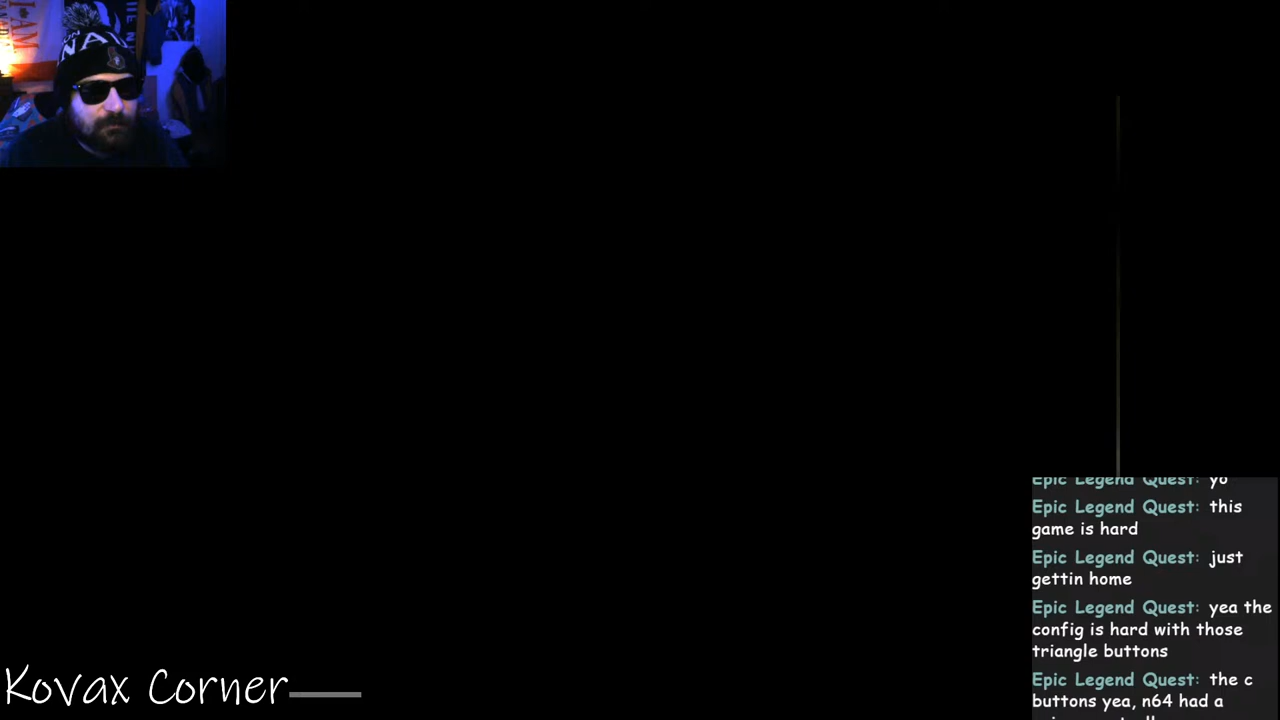 NAV
I AM
Epic Legend Quest: yo
Epic Legend Quest: this
game is hard
Epic Legend Quest: just
gettin home
Epic Legend Quest: yea the
config is hard with those
triangle buttons
Epic Legend Quest: the c
buttons yea, n64 had a
Kovax Corner